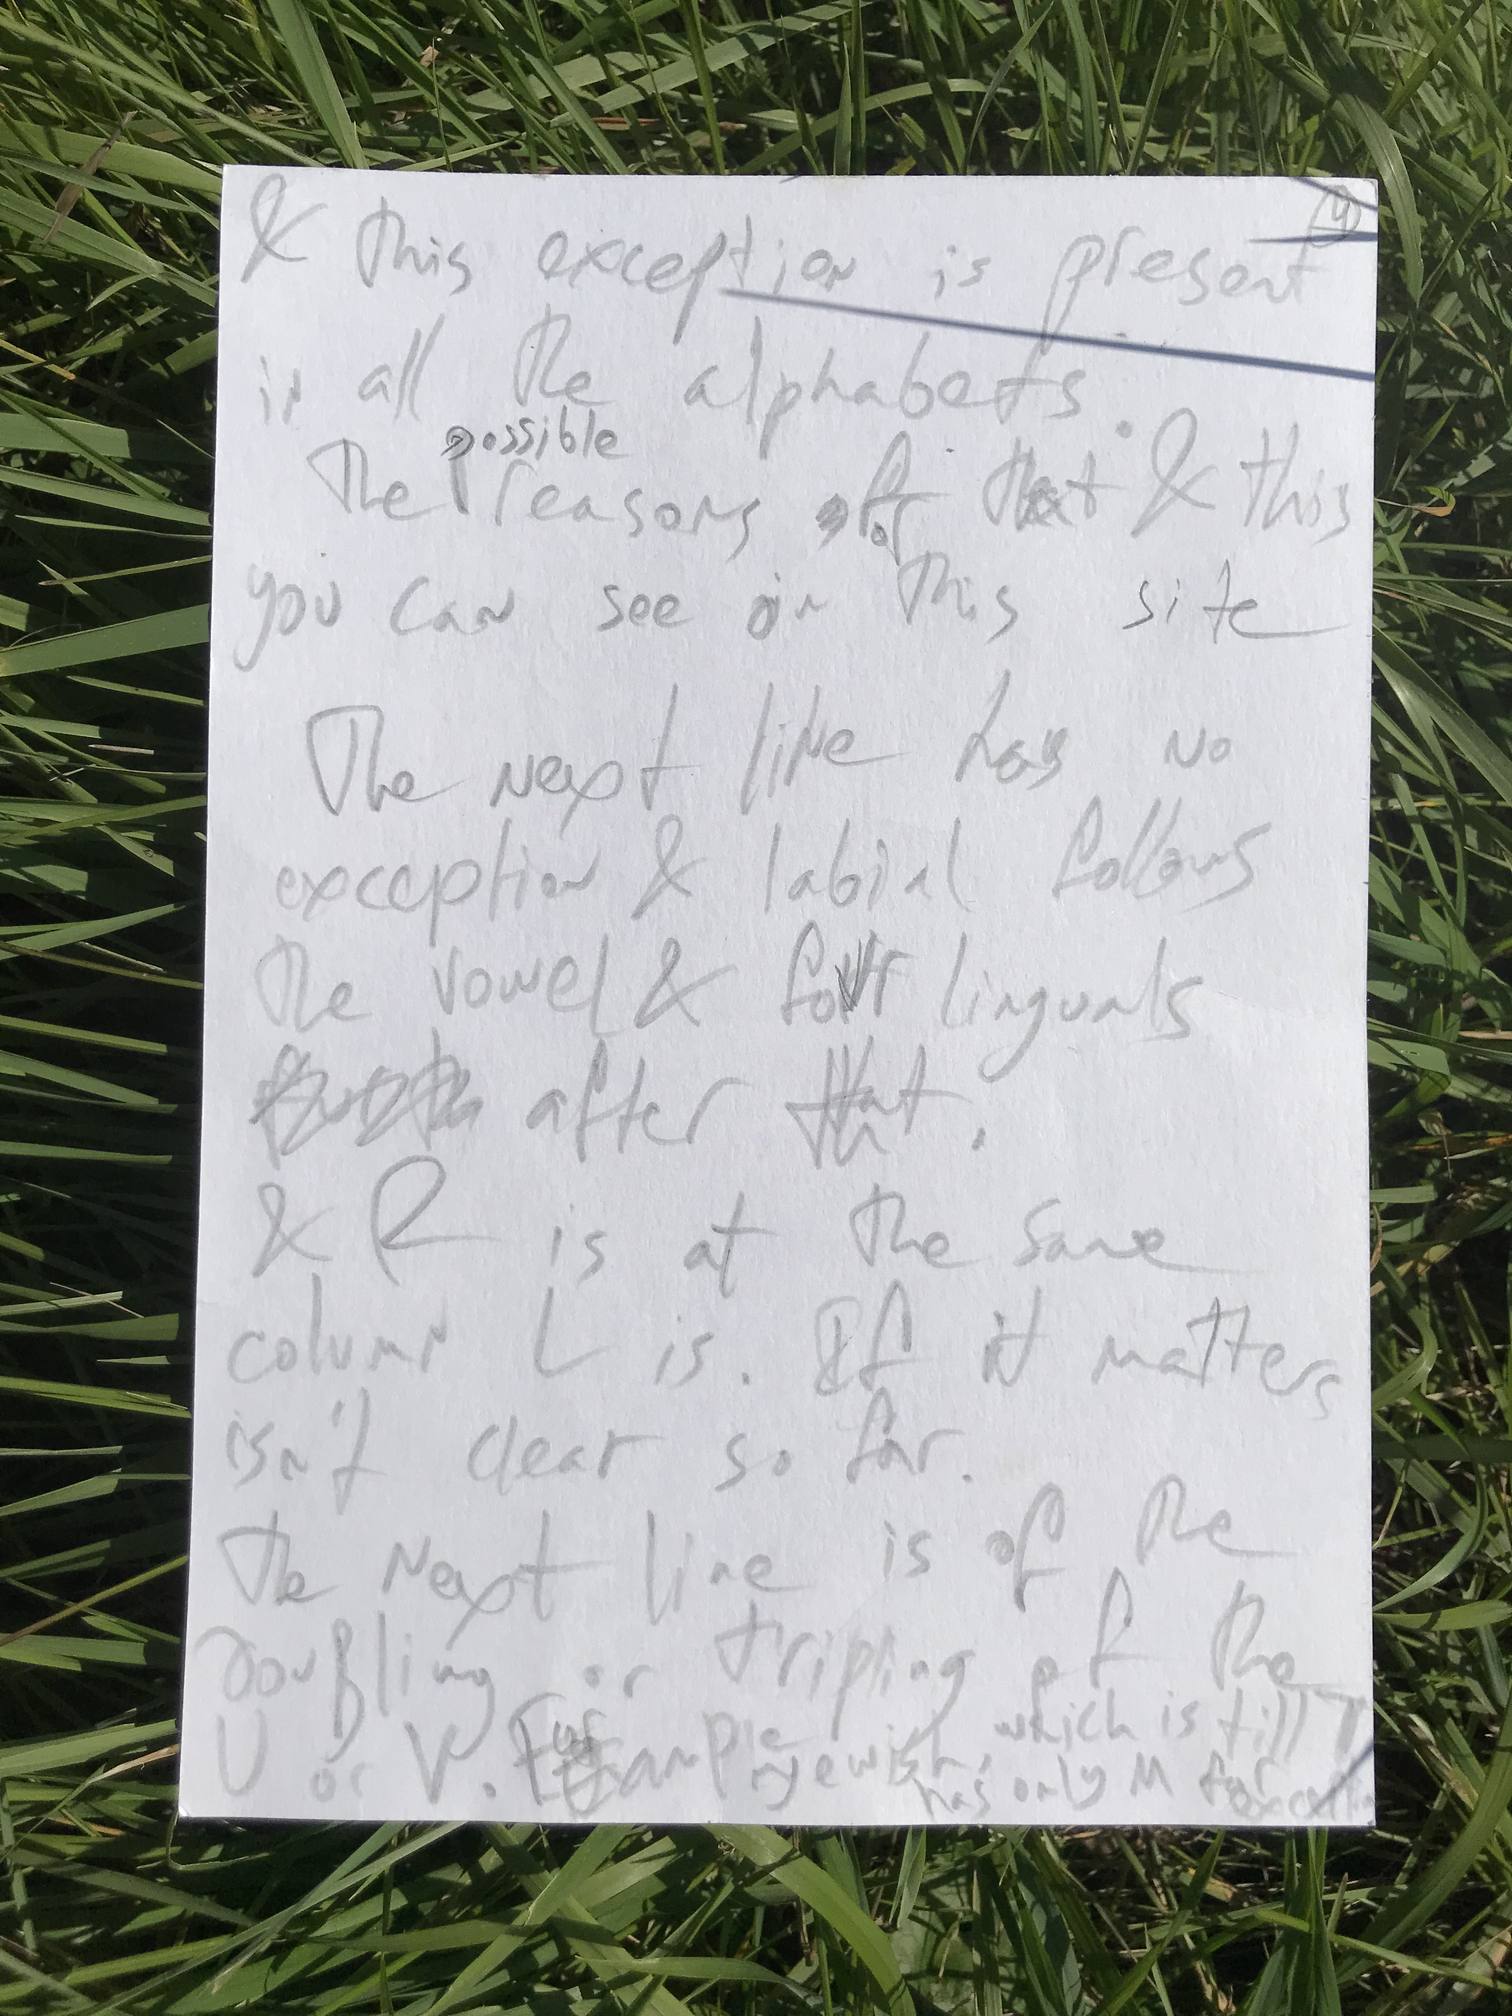 4
& this exception is present
in all the alphabets.
possible
The reasons for that & this
you can see on this site
The next line has no
exception & labial follows
the vowel & four linguals
after that.
& R is at the same
column L is. If it matters
isn't clear so far.
The next line is of the
doubling or tripling of the
U or V. For example
jewish, which is till T
has only M for